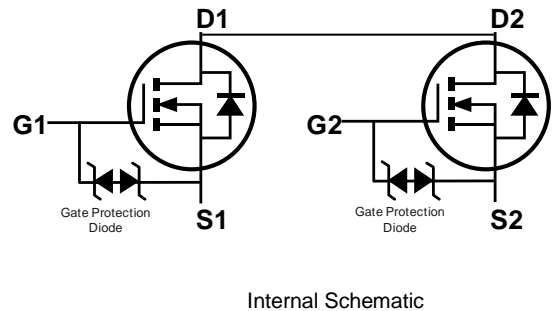 D1
D2
G1
G2
Gate Protection
Diode
S1
Gate Protection
Diode
S2
Internal Schematic